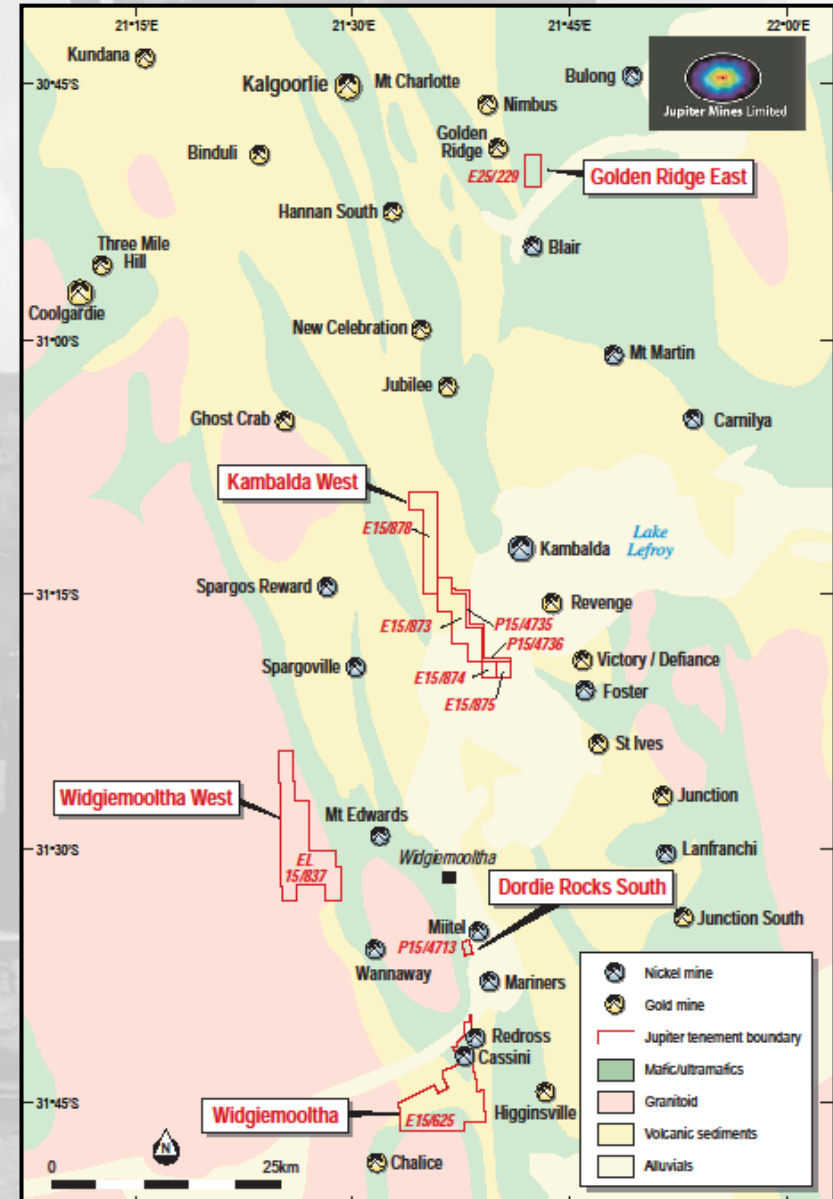 21°15'E
21°30'E
21°45'E
22°00'E
Kundana
30°45'S
Kalgoorlie
Mt Charlotte
Bulong
Nimbus
Jupiter Mines Limited
Golden
Ridge
Binduli
E25/229
Golden Ridge East
Hannan South
Blair
Three Mile
Hill
Coolgardie
New Celebration
31°00'S
Mt Martin
Jubilee
Ghost Crab
Carnilya
Kambalda West
E15/878
Kambalda
Lake
Lefroy
31°15'S
Spargos Reward
Revenge
E15/873
P15/4735
P15/4736
Spargoville
Victory / Defiance
E15/874
Foster
E15/875
St Ives
Widgiemooltha West
Junction
Mt Edwards
31°30'S
Widgiemooltha
Lanfranchi
EL
15/837
Dordie Rocks South
Miitel
Junction South
P15/4713
Wannaway
Mariners
Nickel mine
Gold mine
Jupiter tenement boundary
Mafic/ultramafics
Granitoid
Volcanic sediments
Alluvials
Redross
Cassini
31°45'S
Widgiemooltha
E15/625
Higginsville
N
Chalice
0
25km